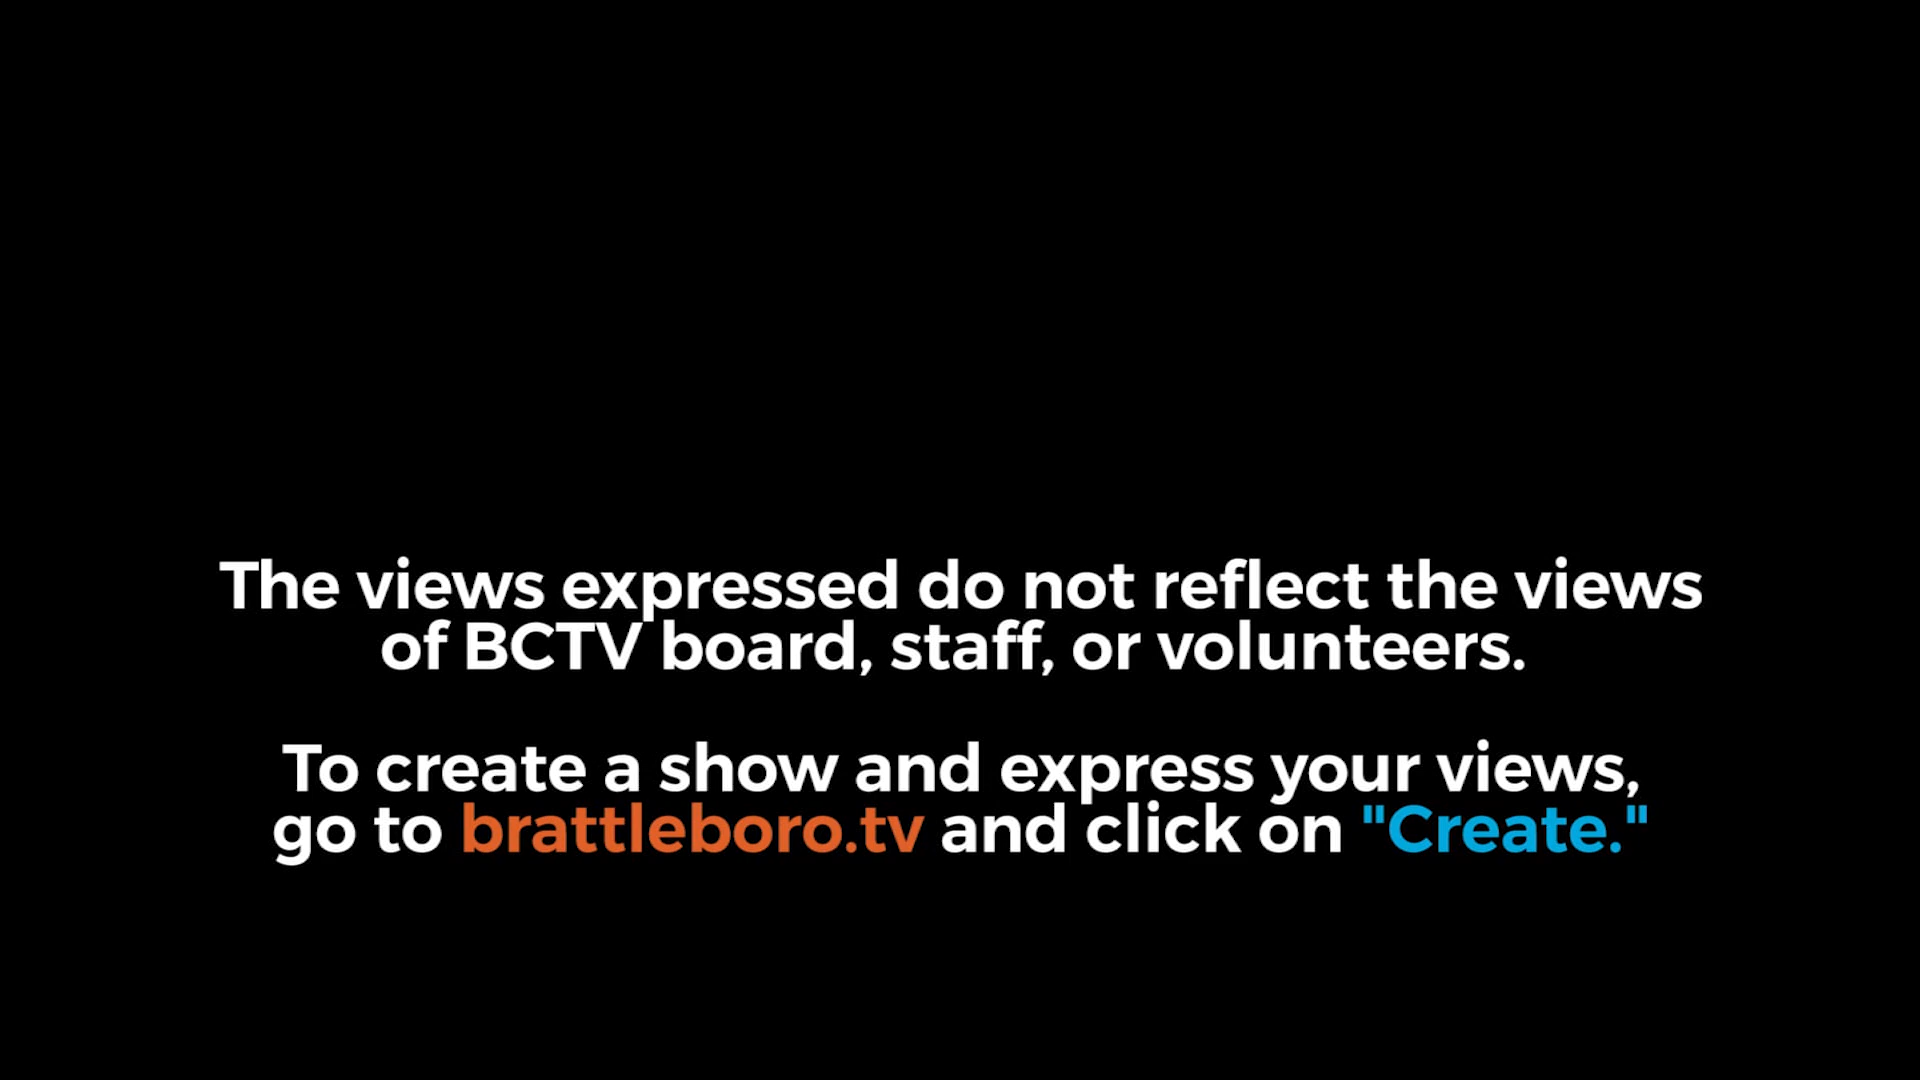 The views expressed do not reflect the views
of BCTV board, staff, or volunteers.
To create a show and express your views,
go to brattleboro.tv and click on "Create."